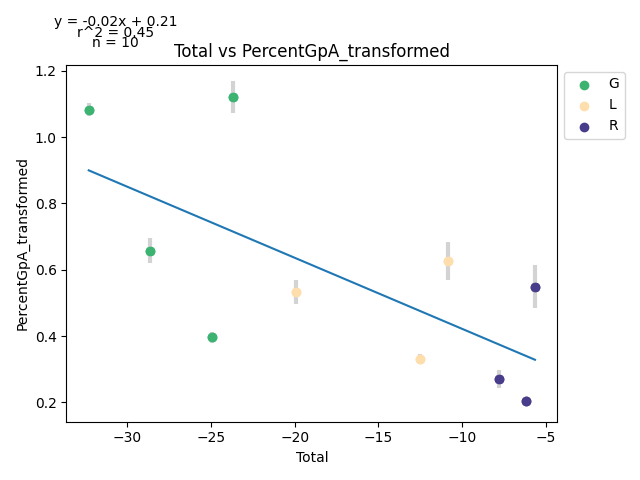 y = -0.02x + 0.21
r^2 = 0.45
n = 10
Total vs PercentGpA_transformed
G
L
R
1.2
1.0
0.8
0.6
0.4
0.2
PercentGpA_transformed
−30
−25
−20
−15
−10
−5
Total